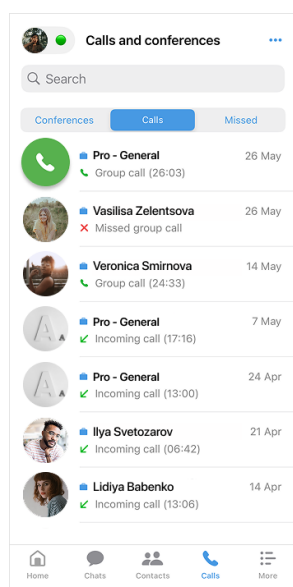 Calls and conferences
Search
Conferences Calls Missed
Pro - General 26 May
Group call (26:03)
Vasilisa Zelentsova 26 May
Missed group call
Veronica Smirnova 14 May
Group call (24:33)
Pro - General 7 May
Incoming call (17:16)
Pro - General 24 Apr
Incoming call (13:00)
Ilya Svetozarov 21 Apr
Incoming call (06:42)
Lidiya Babenko 14 Apr
Incoming call (13:06)
Home Chats Contacts Calls More